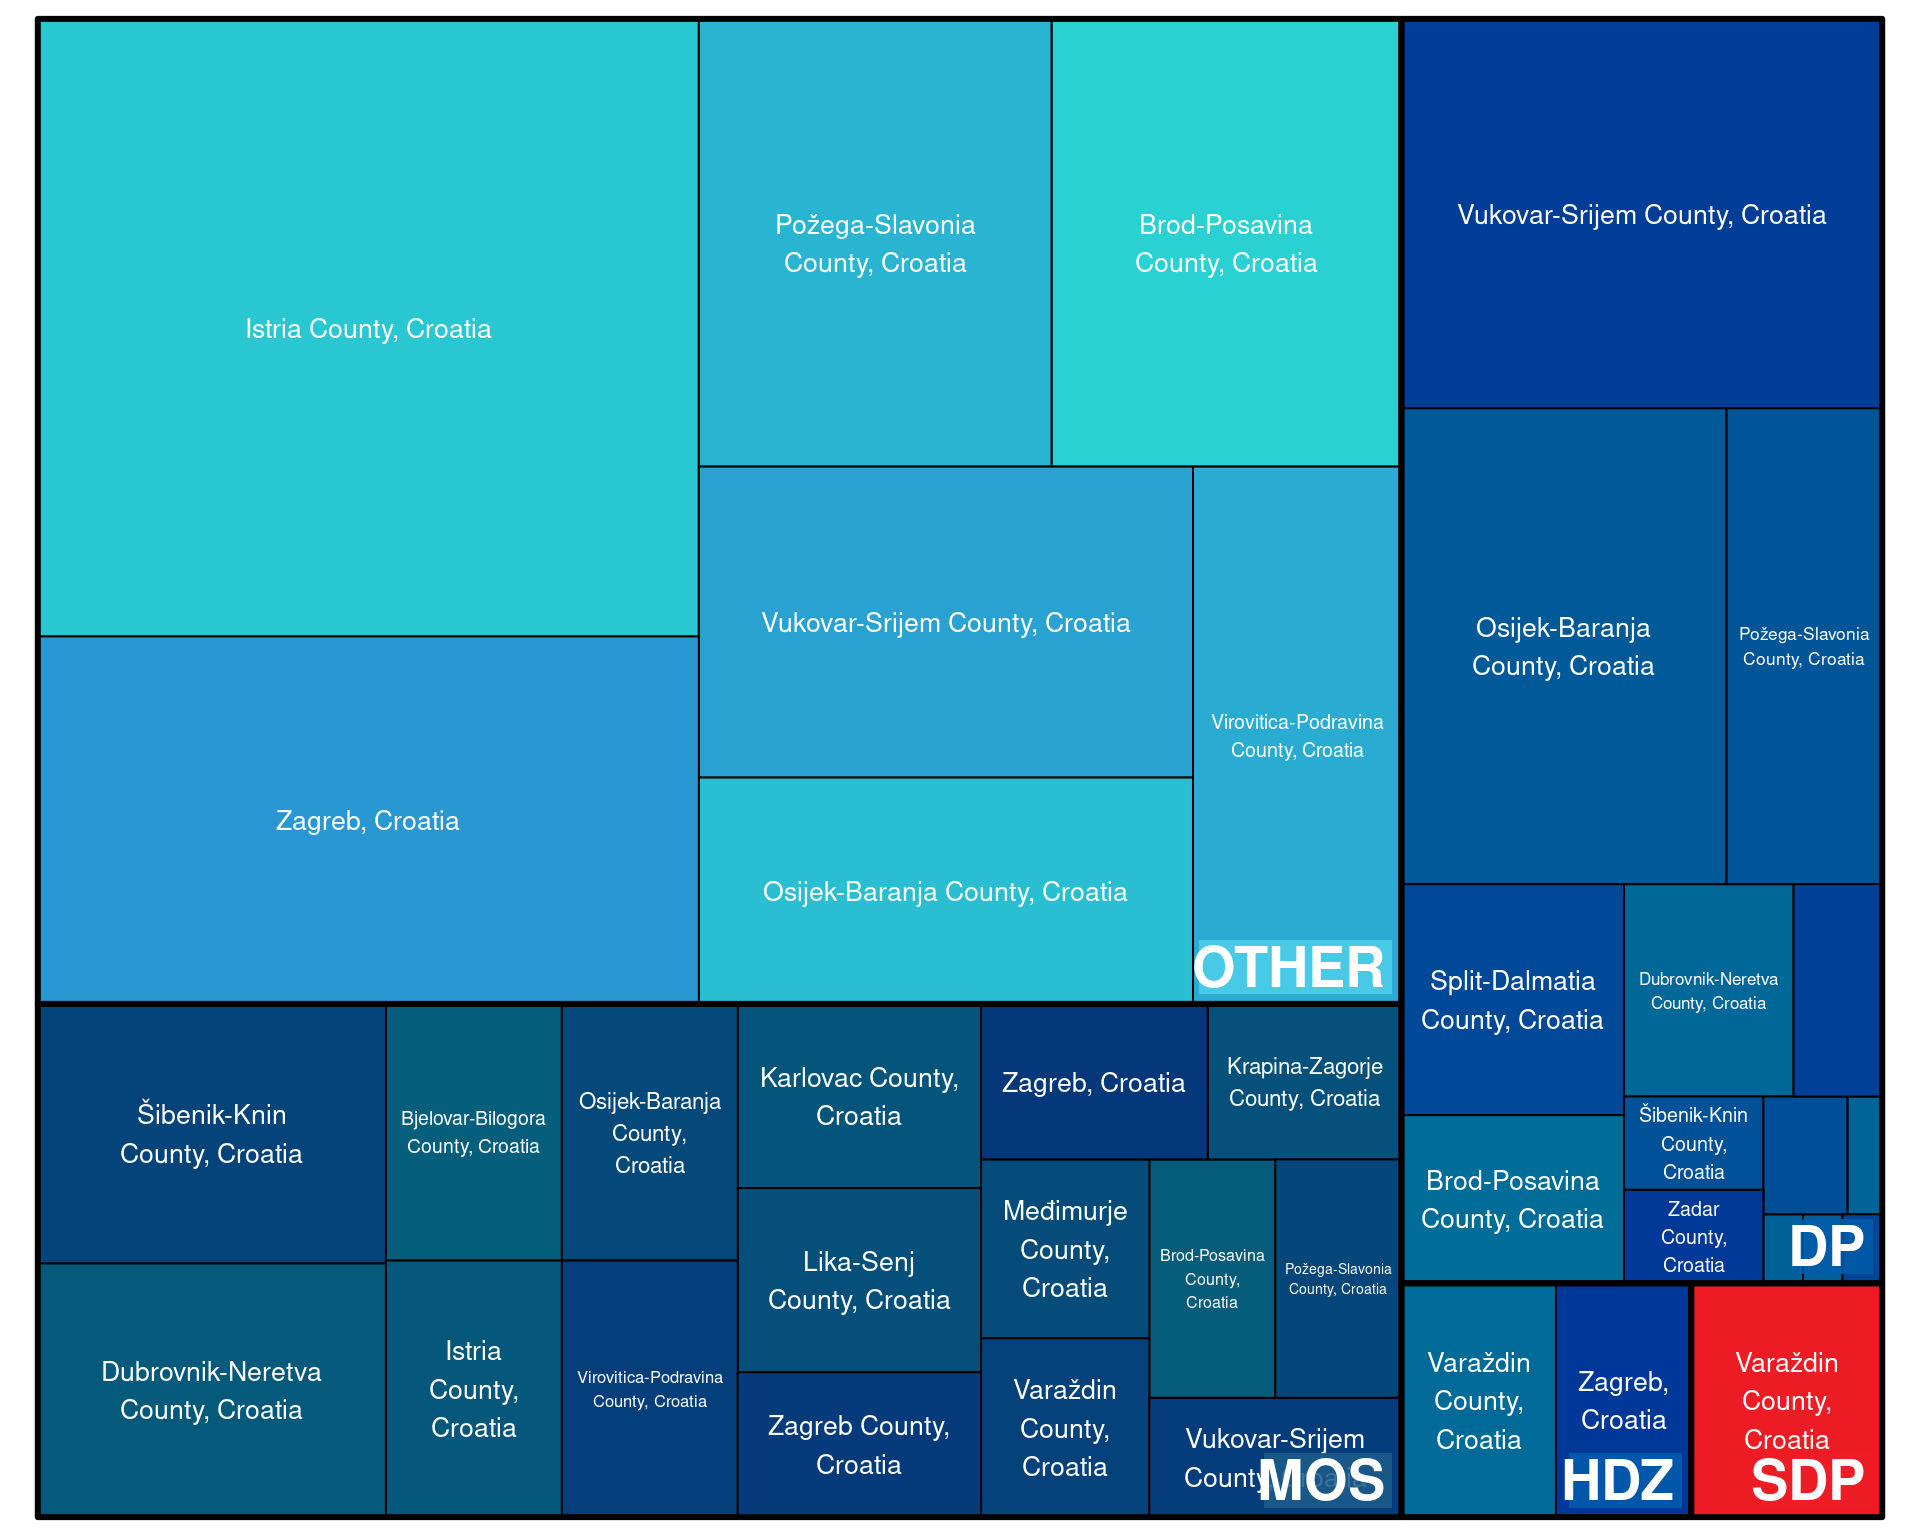 Istria County, Croatia
Požega-Slavonia
County, Croatia
Brod-Posavina
County, Croatia
Vukovar-Srijem County, Croatia
Vukovar-Srijem County, Croatia
Virovitica-Podravina
County, Croatia
Zagreb, Croatia
Osijek-Baranja County, Croatia
OTHER
Osijek-Baranja
County, Croatia
Požega-Slavonia
County, Croatia
Split-Dalmatia
County, Croatia
Dubrovnik-Neretva
County, Croatia
Brod-Posavina
County, Croatia
Šibenik-Knin
County,
Croatia
Zadar
County,
Croatia
DP
Šibenik-Knin
County, Croatia
Bjelovar-Bilogora
County, Croatia
Osijek-Baranja
County,
Croatia
Karlovac County,
Croatia
Zagreb, Croatia
Krapina-Zagorje
County, Croatia
Dubrovnik-Neretva
County, Croatia
Istria
County,
Croatia
Virovitica-Podravina
County, Croatia
Lika-Senj
County, Croatia
Zagreb County,
Croatia
Međimurje
County,
Croatia
Brod-Posavina
County,
Croatia
Požega-Slavonia
County, Croatia
Varaždin
County,
Croatia
Vukovar-Srijem
County
MOS
Varaždin
County,
Croatia
Zagreb,
Croatia
HDZ
Varaždin
County,
Croatia
SDP